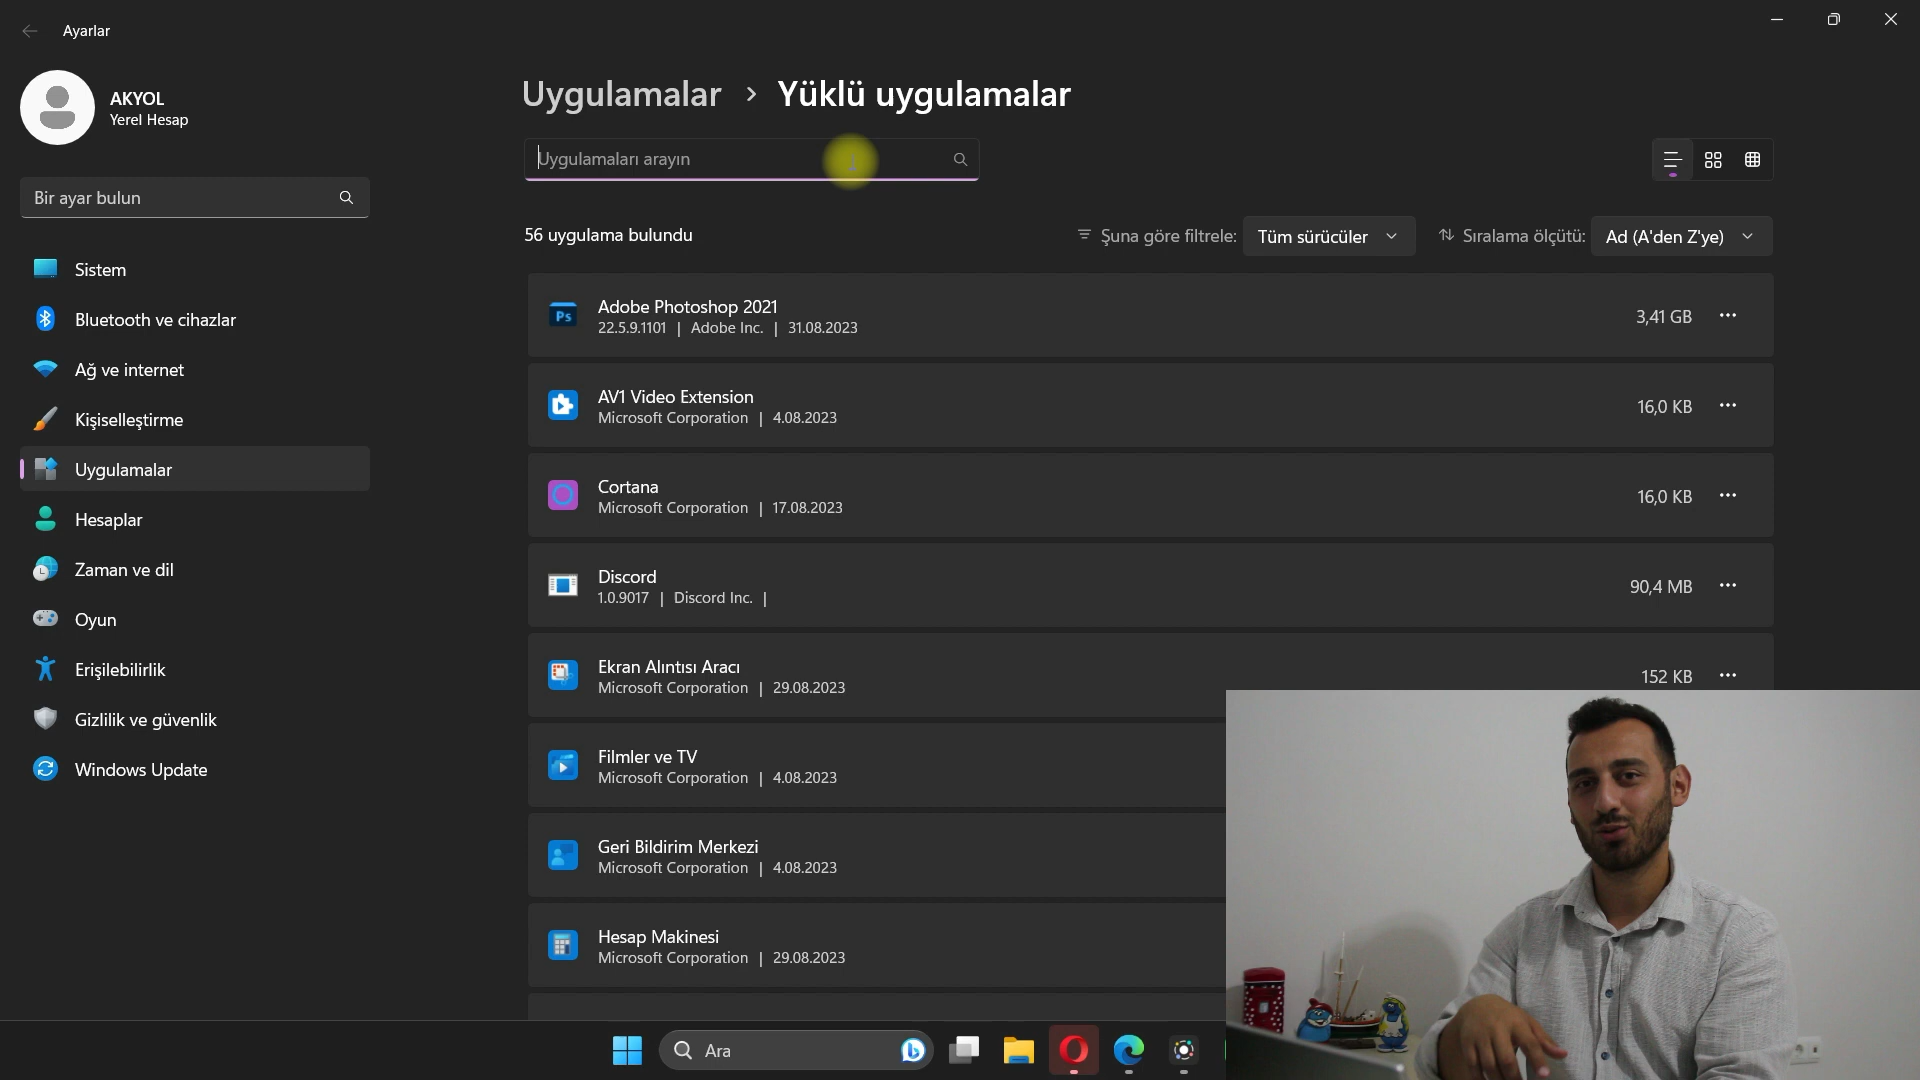 Ayarlar
AKYOL
Yerel Hesap
Bir ayar bulun
Sistem
Bluetooth ve cihazlar
Ağ ve internet
Kişiselleştirme
Uygulamalar
Hesaplar
Zaman ve dil
Oyun
Erişilebilirlik
Gizlilik ve güvenlik
Windows Update
Uygulamalar > Yüklü uygulamalar
Uygulamaları arayın
56 uygulama bulundu
Şuna göre filtrele: Tüm sürücüler
Sıralama ölçütü: Ad (A'den Z'ye)
Ps
Adobe Photoshop 2021
22.5.9.1101 | Adobe Inc. | 31.08.2023
3,41 GB
AV1 Video Extension
Microsoft Corporation | 4.08.2023
16,0 KB
Cortana
Microsoft Corporation | 17.08.2023
16,0 KB
Discord
1.0.9017 | Discord Inc. |
90,4 MB
Ekran Alıntısı Aracı
Microsoft Corporation | 29.08.2023
152 KB
Filmler ve TV
Microsoft Corporation | 4.08.2023
Geri Bildirim Merkezi
Microsoft Corporation | 4.08.2023
Hesap Makinesi
Microsoft Corporation | 29.08.2023
Ara